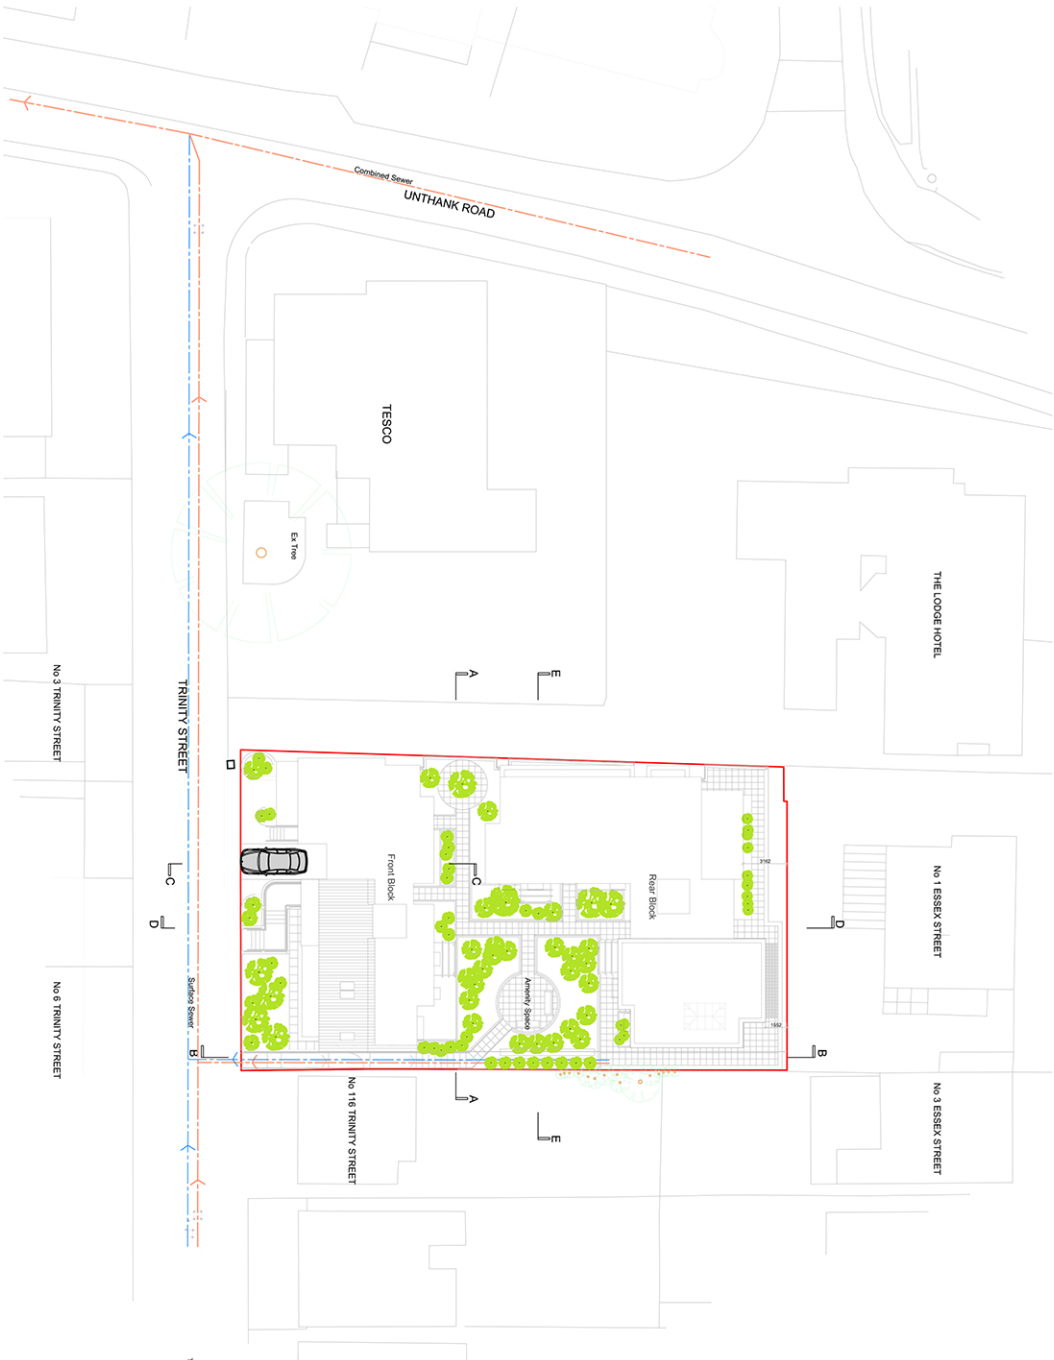 Combined Sewer
UNTHANK ROAD
TESCO
Ex Tree
THE LODGE HOTEL
No 3 TRINITY STREET
TRINITY STREET
A
E
Front Block
Rear Block
3162
C
C
D
D
No 1 ESSEX STREET
Amenity Space
Surface Sewer
No 6 TRINITY STREET
1552
B
B
A
E
No 116 TRINITY STREET
No 3 ESSEX STREET